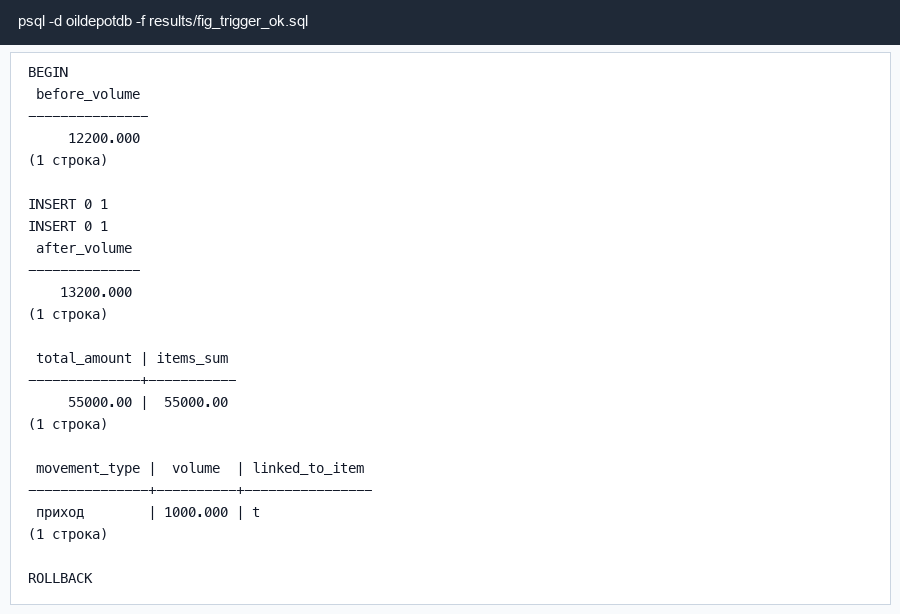 psql -d oildepotdb -f results/fig_trigger_ok.sql
BEGIN
 before_volume
---------------
     12200.000
(1 строка)

INSERT 0 1
INSERT 0 1
 after_volume
--------------
    13200.000
(1 строка)

 total_amount | items_sum
--------------+-----------
     55000.00 |  55000.00
(1 строка)

 movement_type |  volume  | linked_to_item
---------------+----------+----------------
 приход        | 1000.000 | t
(1 строка)

ROLLBACK